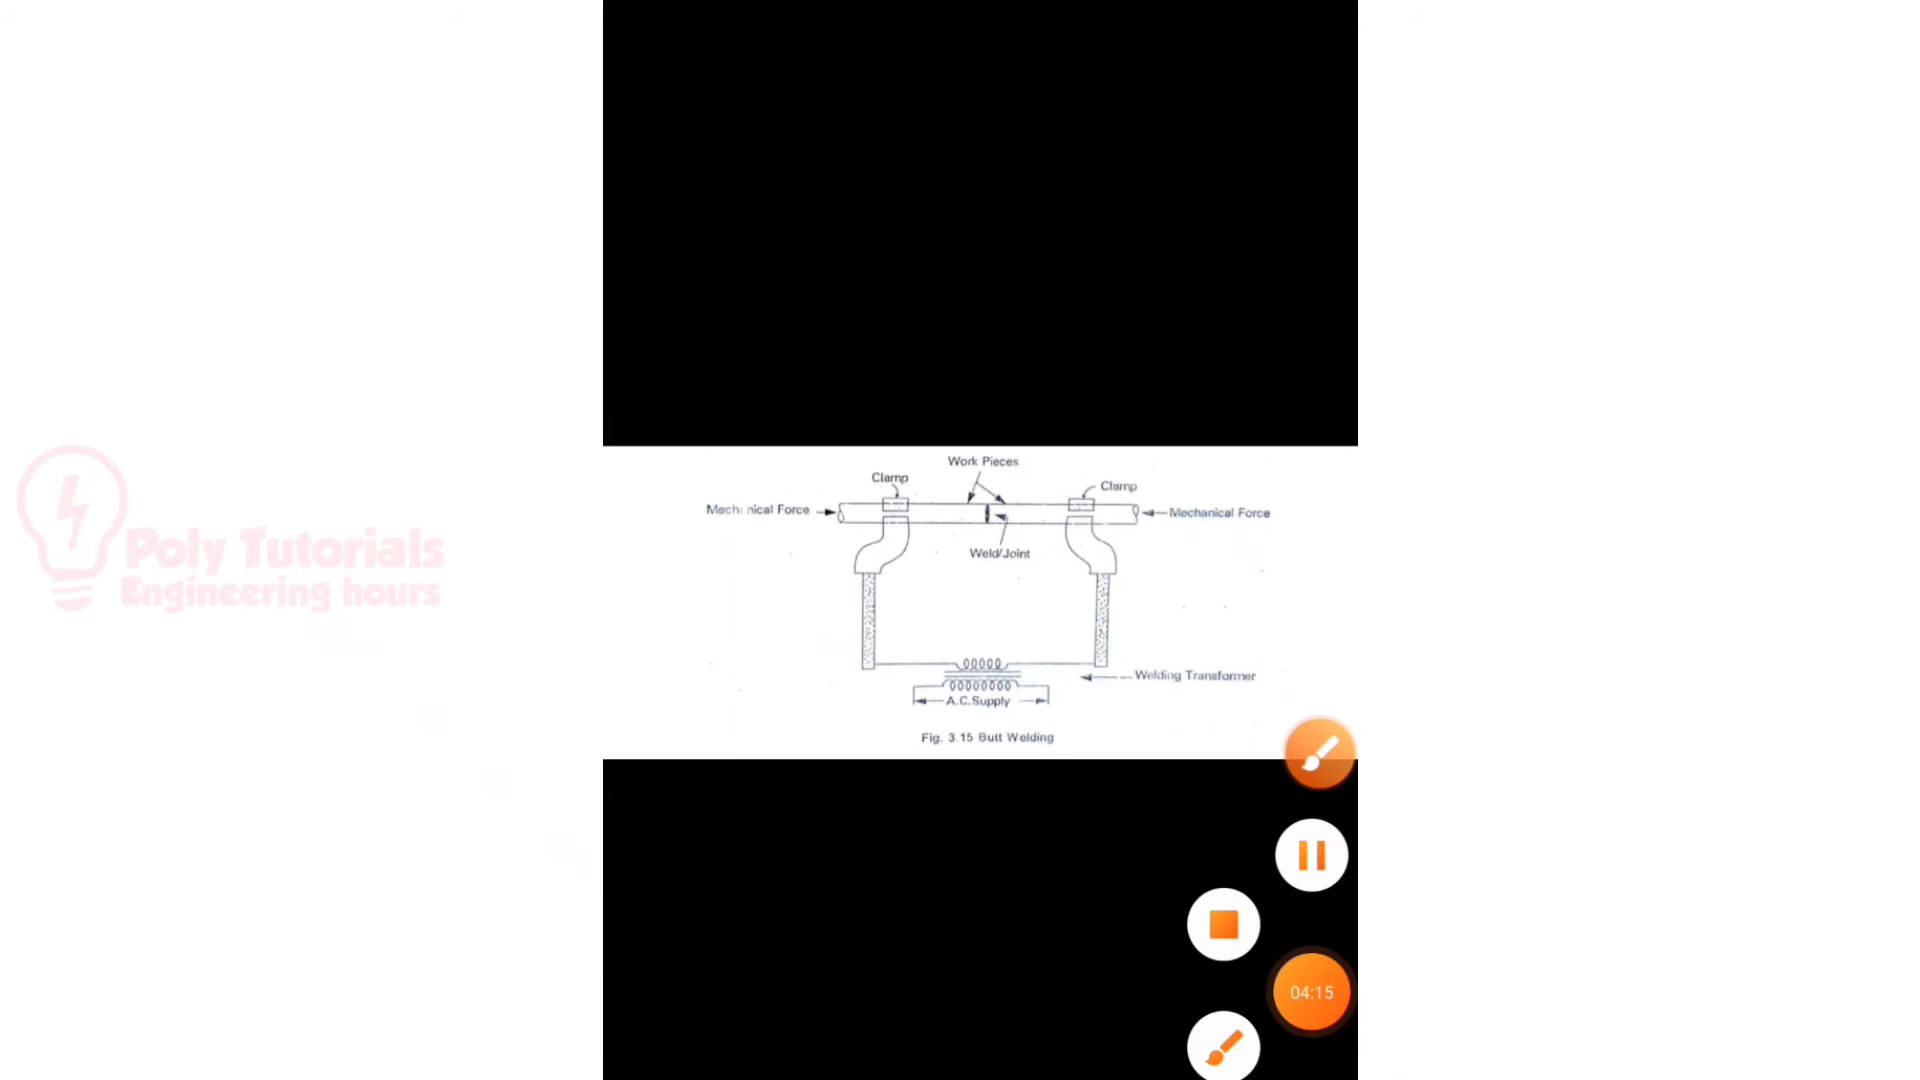 Work Pieces
Clamp
Clamp
Mechanical Force
Mechanical Force
Weld/Joint
Poly Tutorials
Engineering hours
Welding Transformer
A.C.Supply
Fig. 3.15 Butt Welding
04:15